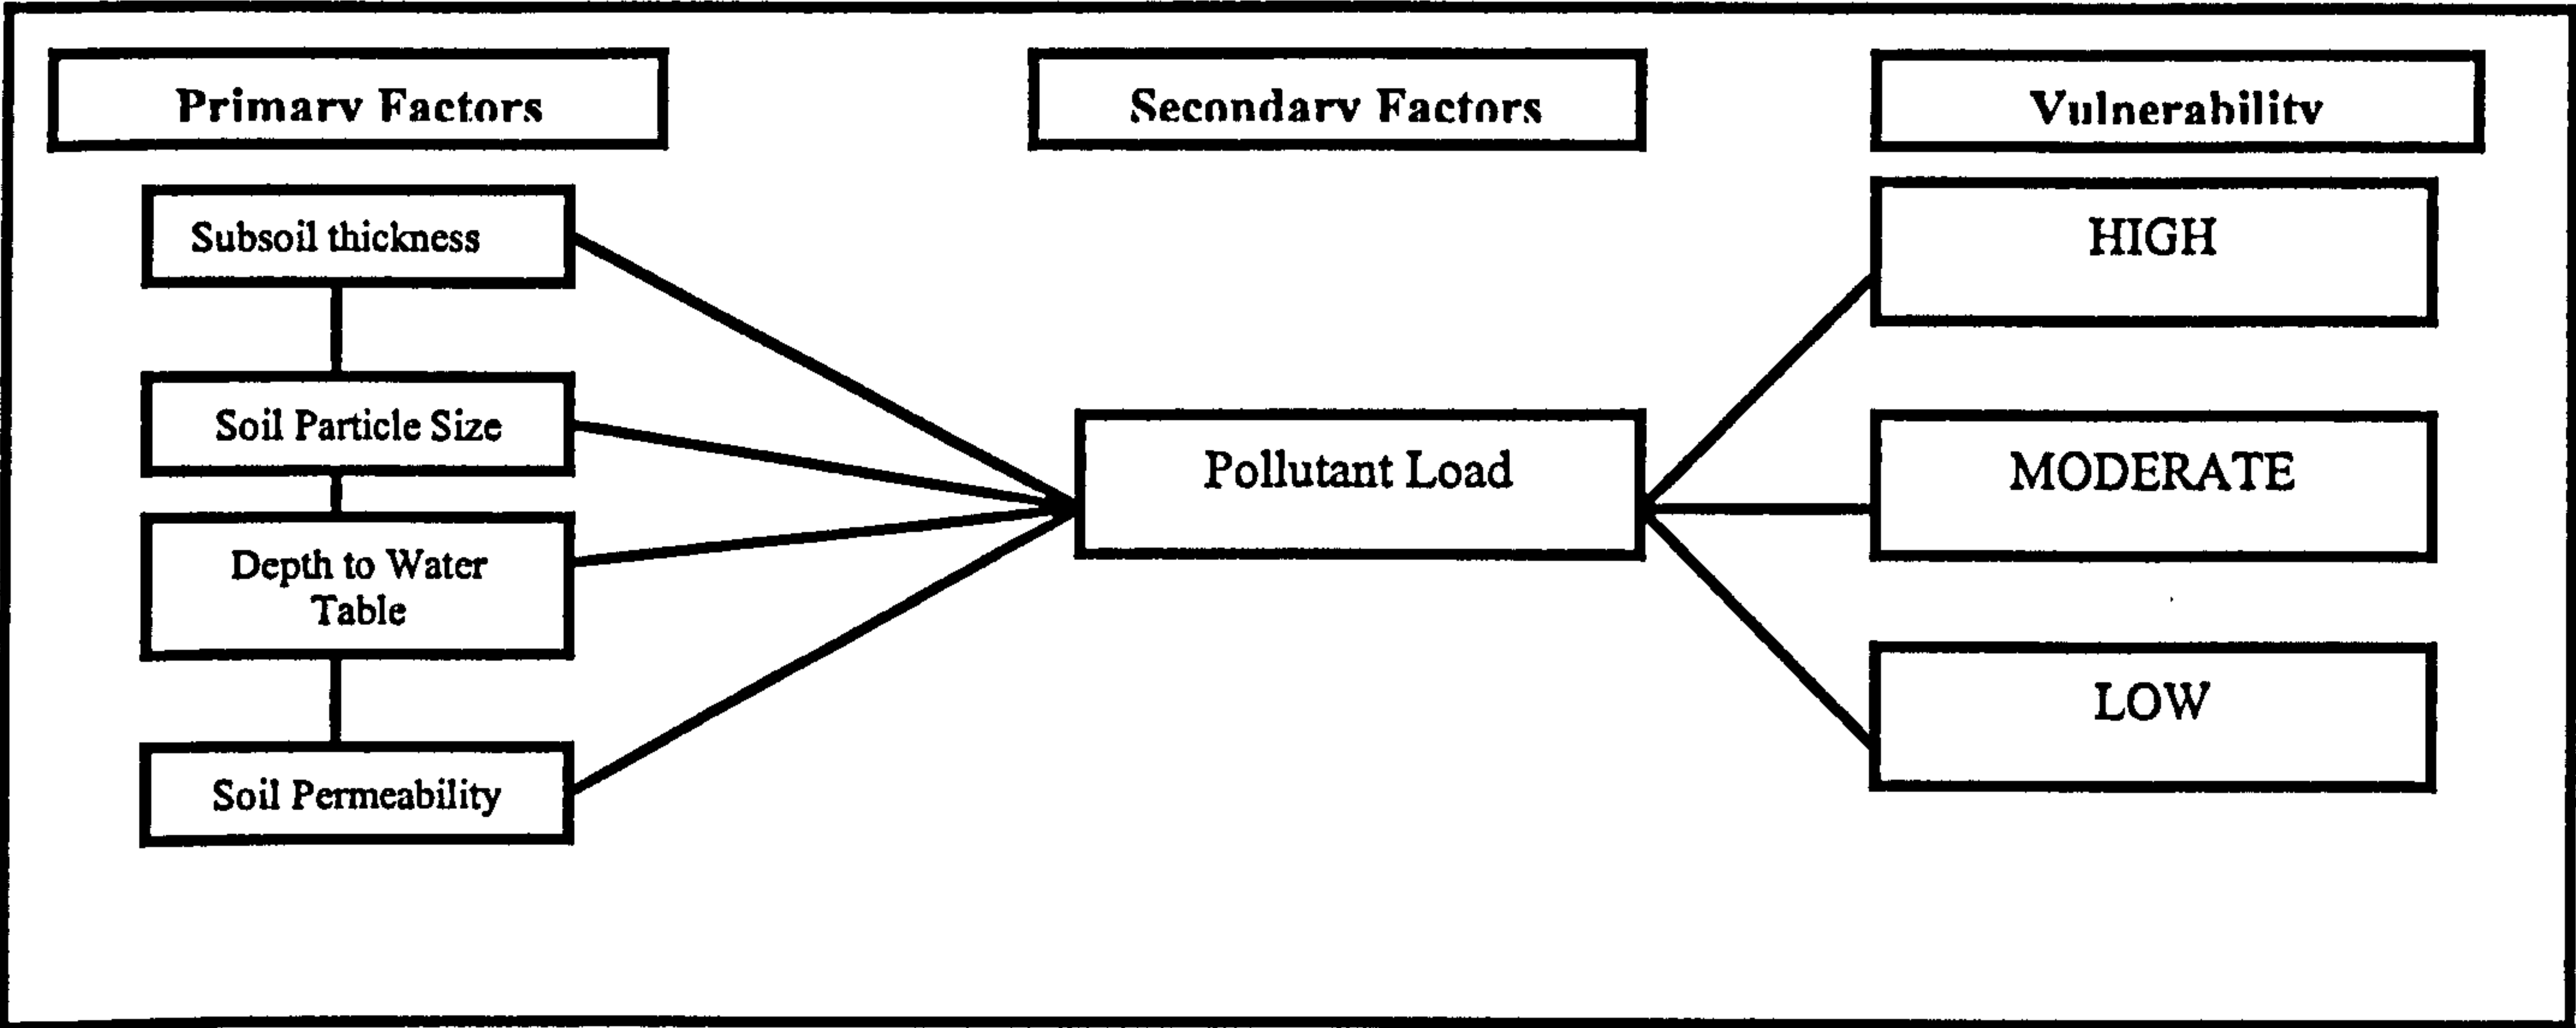 Primary Factors
Secondary Factors
Vulnerability
Subsoil thickness
Soil Particle Size
Depth to Water
Table
Soil Permeability
Pollutant Load
HIGH
MODERATE
LOW